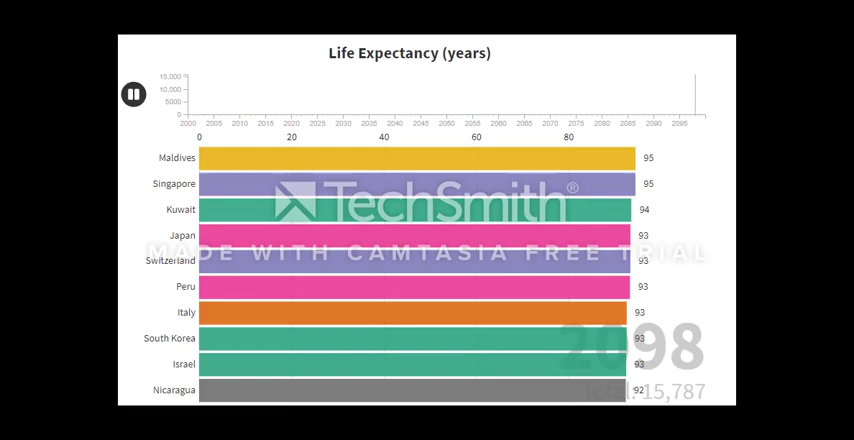 Life Expectancy (years)
15,000
10,000
5000
0
2000 2005 2010 2015 2020 2025 2030 2035 2040 2045 2050 2055 2060 2065 2070 2075 2080 2085 2090 2095
0 20 40 60 80
Maldives 95
Singapore 95
TechSmith®
Kuwait 94
Japan 93
MADE WITH CAMTASIA FREE TRIAL
Switzerland 93
Peru 93
Italy 93
South Korea 93
2098
Israel 93
Nicaragua 92
Total: 15,787